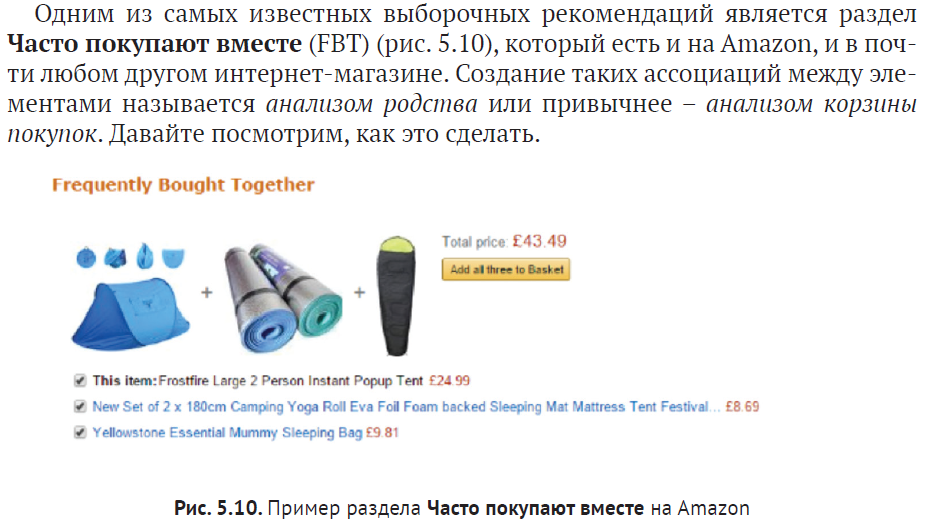 Одним из самых известных выборочных рекомендаций является раздел
Часто покупают вместе (FBT) (рис. 5.10), который есть и на Amazon, и в поч-
ти любом другом интернет-магазине. Создание таких ассоциаций между эле-
ментами называется анализом родства или привычнее – анализом корзины
покупок. Давайте посмотрим, как это сделать.
Frequently Bought Together
Total price: £43.49
Add all three to Basket
+ +
This item: Frostfire Large 2 Person Instant Popup Tent £24.99
New Set of 2 x 180cm Camping Yoga Roll Eva Foil Foam backed Sleeping Mat Mattress Tent Festival... £8.69
Yellowstone Essential Mummy Sleeping Bag £9.81
Рис. 5.10. Пример раздела Часто покупают вместе на Amazon